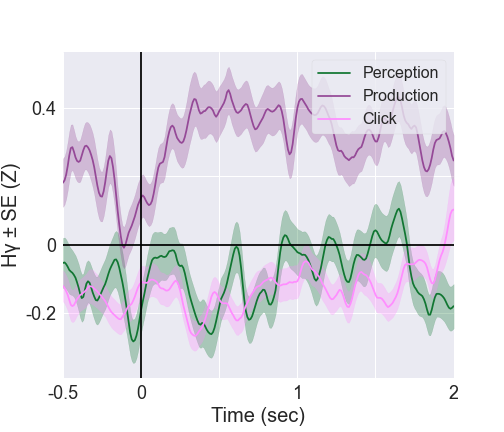 Perception
Production
Click
Hγ ± SE (Z)
0.4
0
-0.2
-0.5
0
1
2
Time (sec)